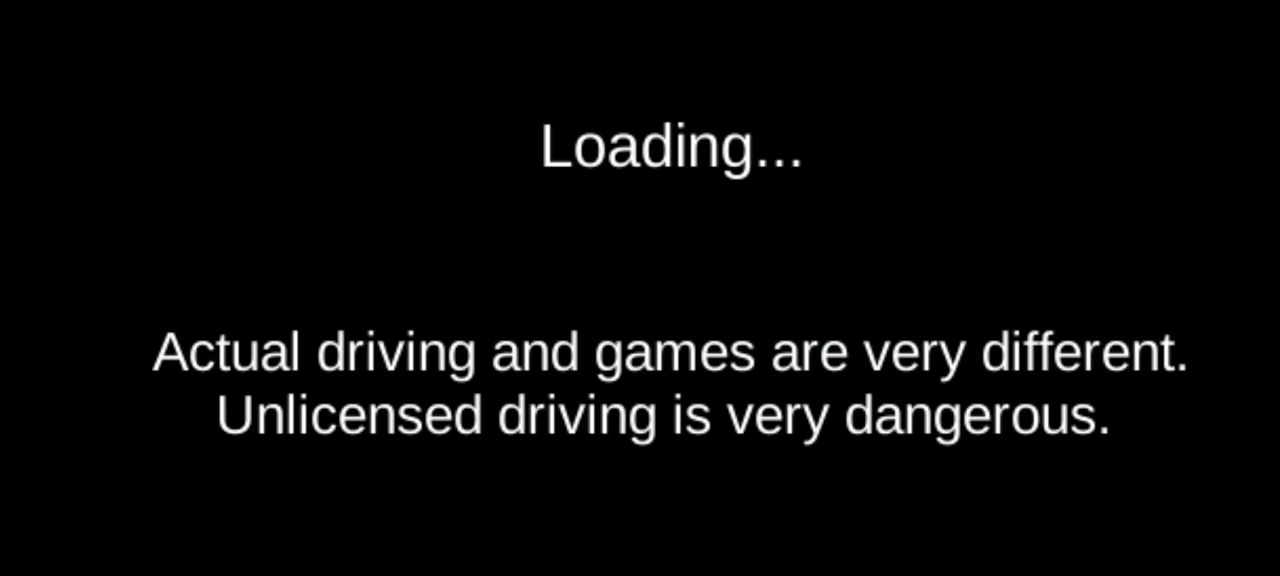 Loading...
Actual driving and games are very different.
Unlicensed driving is very dangerous.